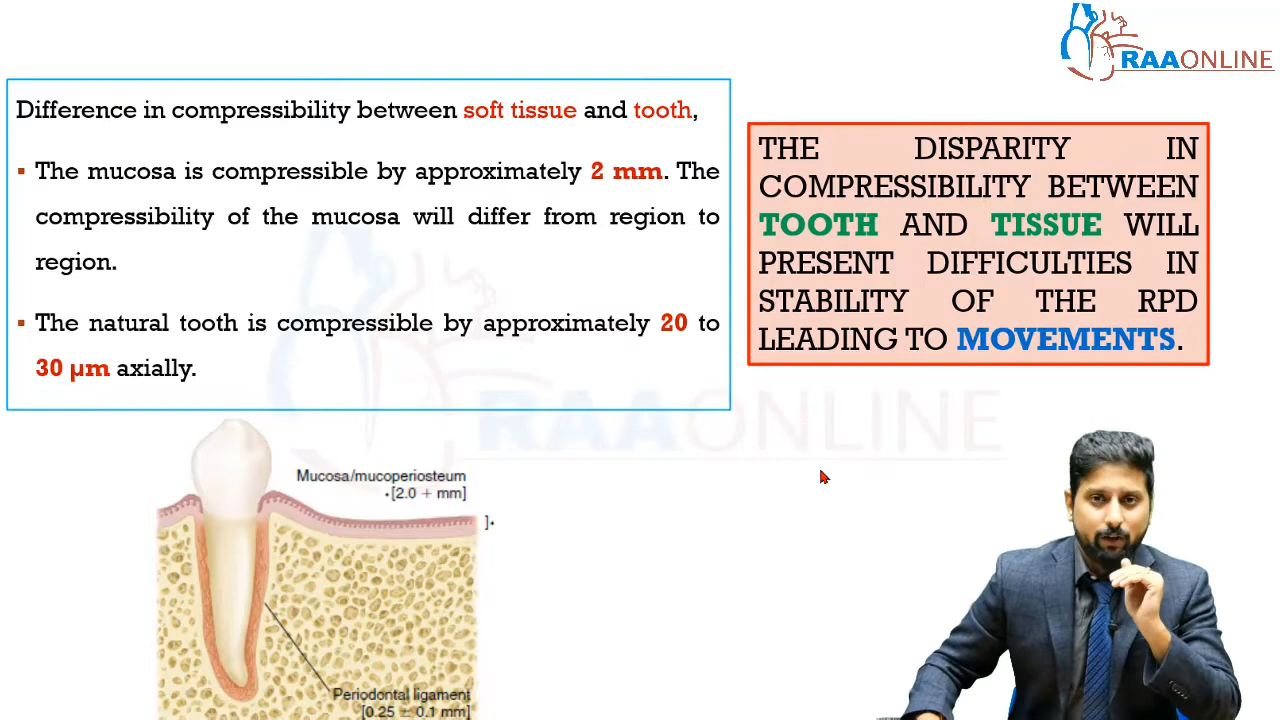 RAAONLINE
Difference in compressibility between soft tissue and tooth,
▪ The mucosa is compressible by approximately 2 mm. The
compressibility of the mucosa will differ from region to
region.
▪ The natural tooth is compressible by approximately 20 to
30 µm axially.
THE DISPARITY IN
COMPRESSIBILITY BETWEEN
TOOTH AND TISSUE WILL
PRESENT DIFFICULTIES IN
STABILITY OF THE RPD
LEADING TO MOVEMENTS.
RAAONLINE
Mucosa/mucoperiosteum
•[2.0 + mm]
]•
Periodontal ligament
[0.25 ± 0.1 mm]